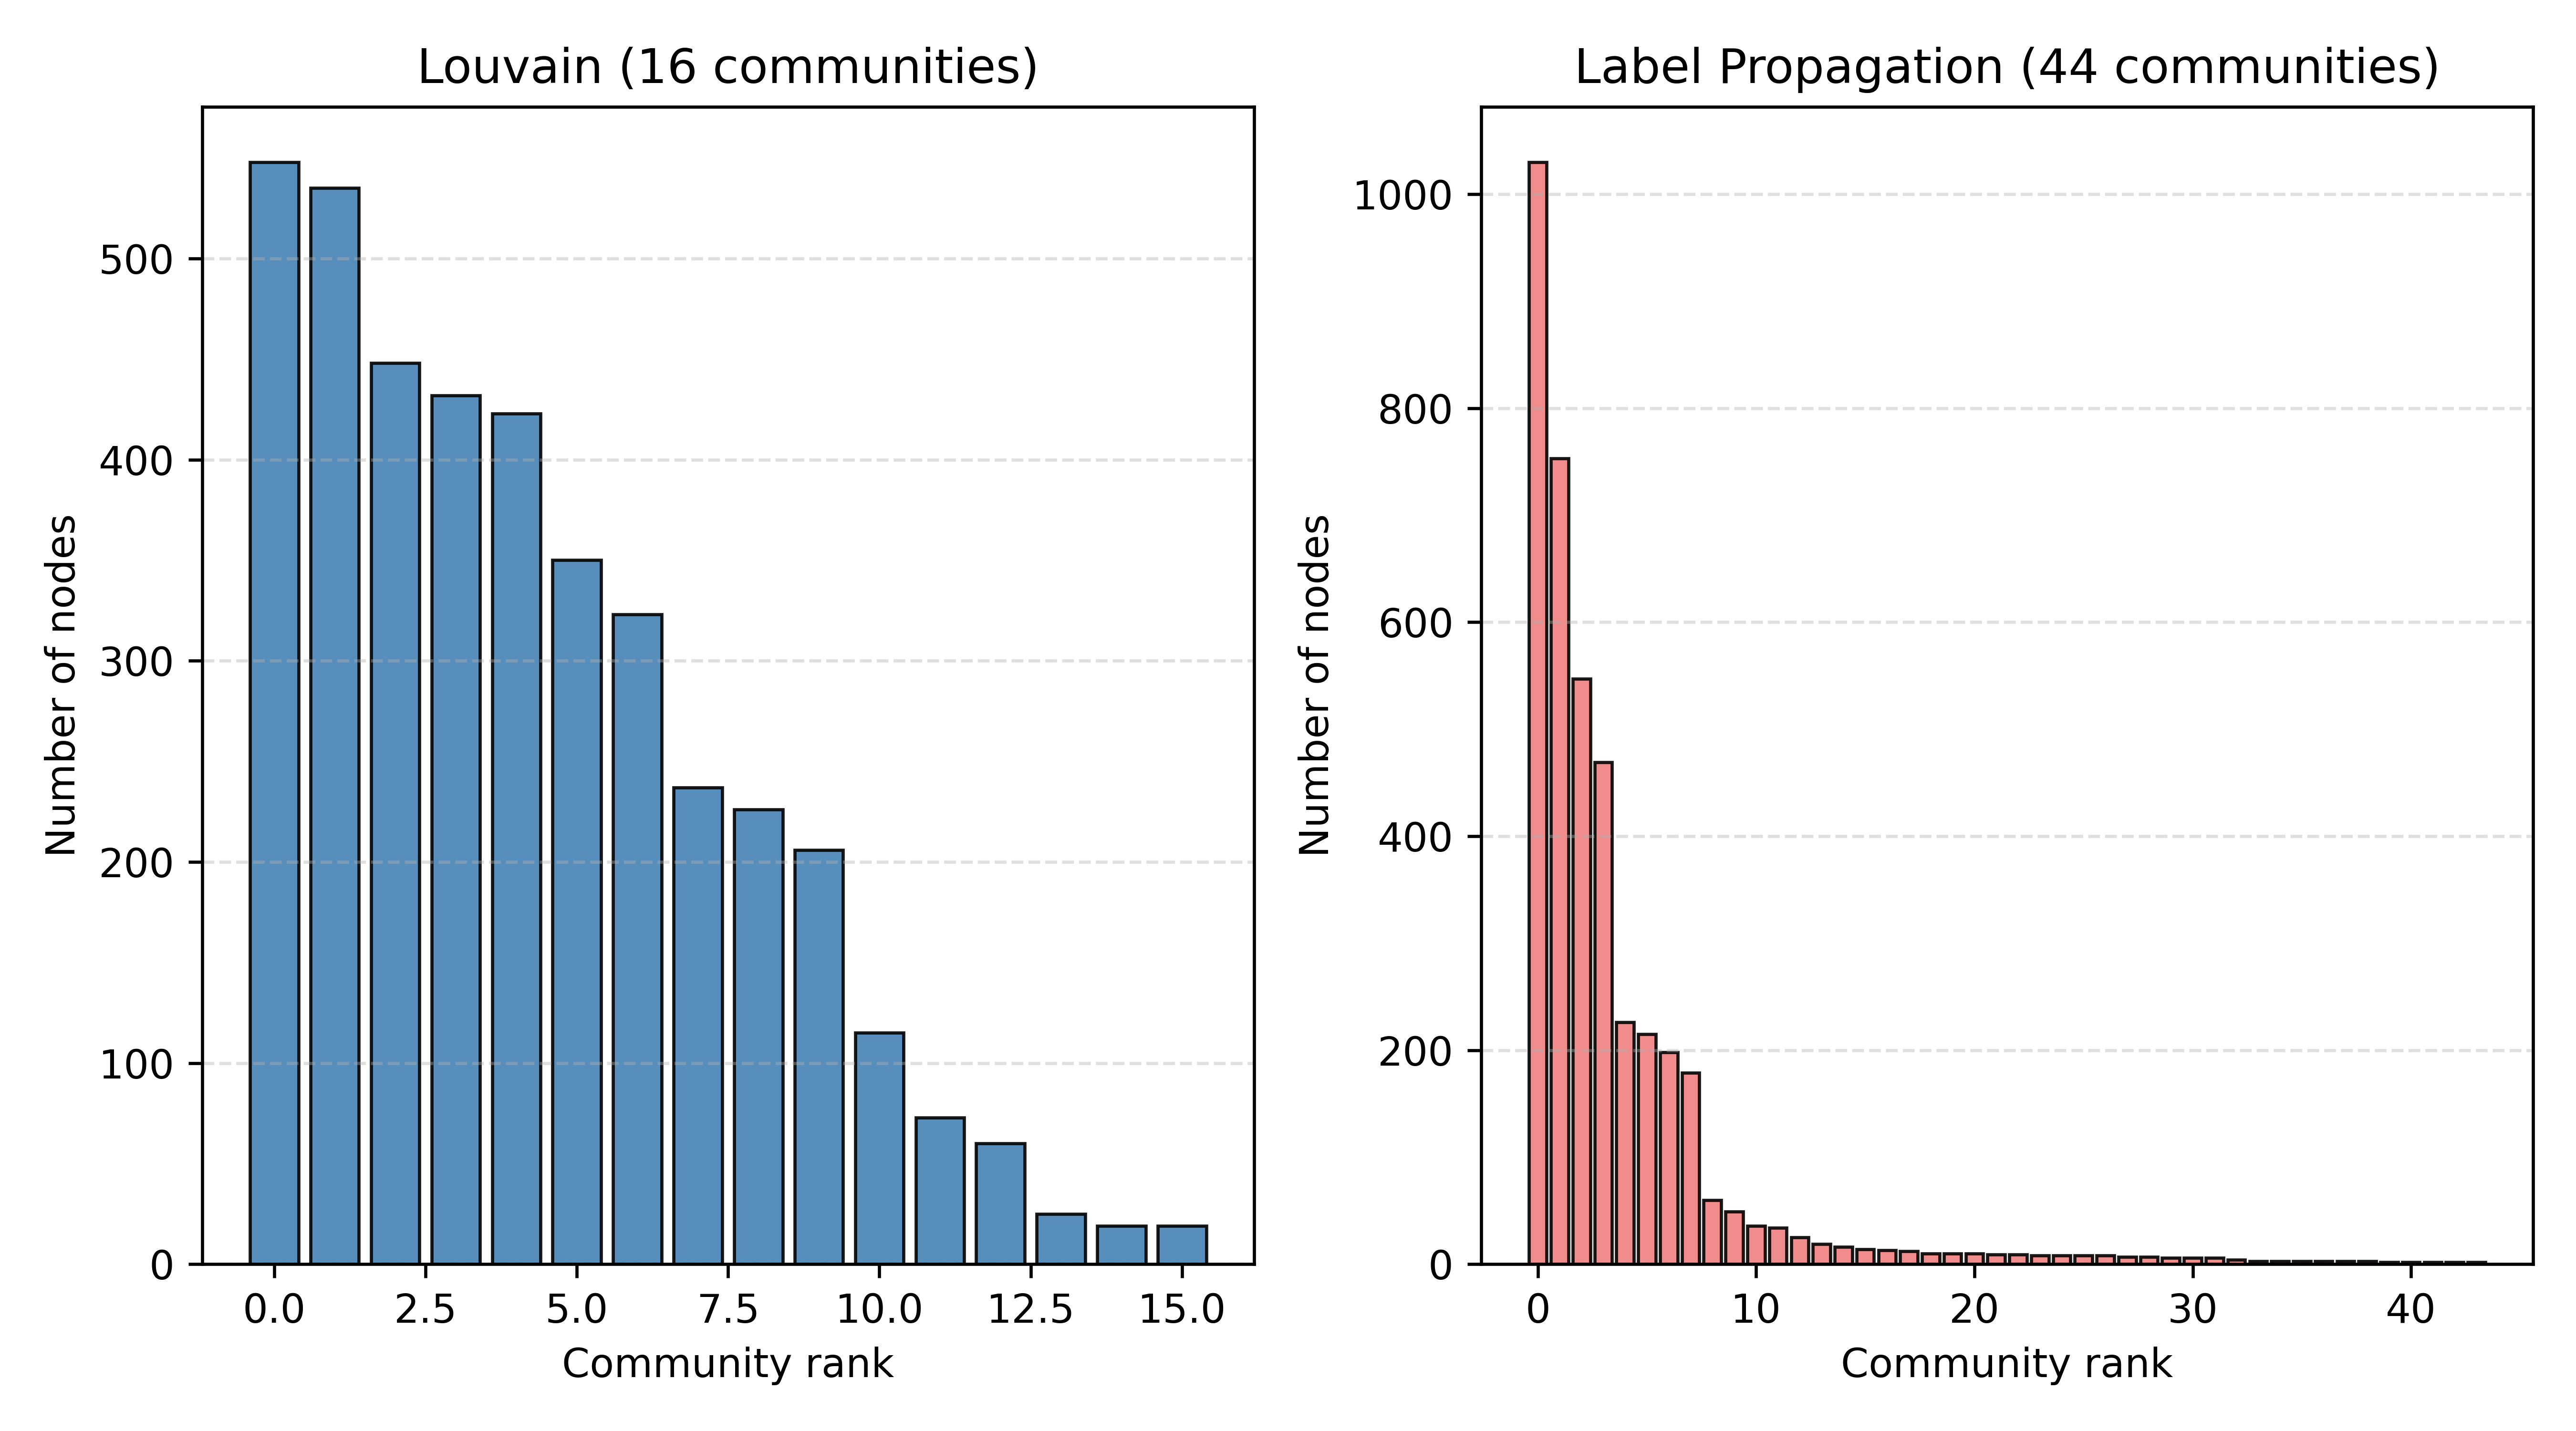 Louvain (16 communities)
Number of nodes
500
400
300
200
100
0
0.0 2.5 5.0 7.5 10.0 12.5 15.0
Community rank
Label Propagation (44 communities)
Number of nodes
1000
800
600
400
200
0
0 10 20 30 40
Community rank